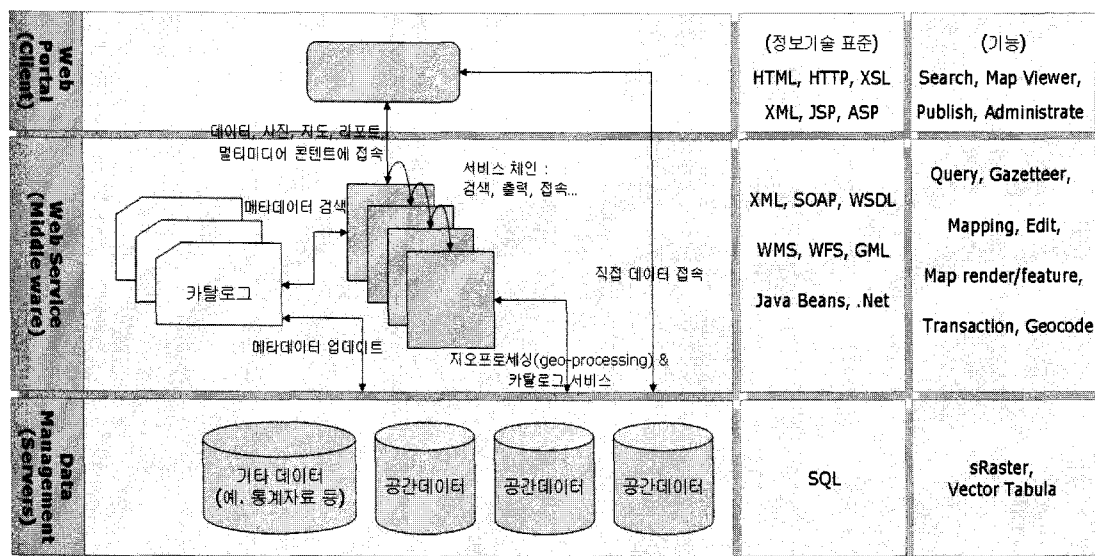 Web
Portal
(Client)
데이터, 사진, 지도, 리포트,
멀티미디어 콘텐트에 접속
(정보기술 표준)
HTML, HTTP, XSL
XML, JSP, ASP
(기능)
Search, Map Viewer,
Publish, Administrate
Web Service
(Middle ware)
서비스 체인 :
검색, 출력, 접속...
메타데이터 검색
카탈로그
메타데이터 업데이트
직접 데이터 접속
지오프로세싱(geo-processing) &
카탈로그 서비스
XML, SOAP, WSDL
WMS, WFS, GML
Java Beans, .Net
Query, Gazetteer,
Mapping, Edit,
Map render/feature,
Transaction, Geocode
Data
Management
(Servers)
기타 데이터
(예. 통계자료 등)
공간데이터
공간데이터
공간데이터
SQL
sRaster,
Vector Tabula